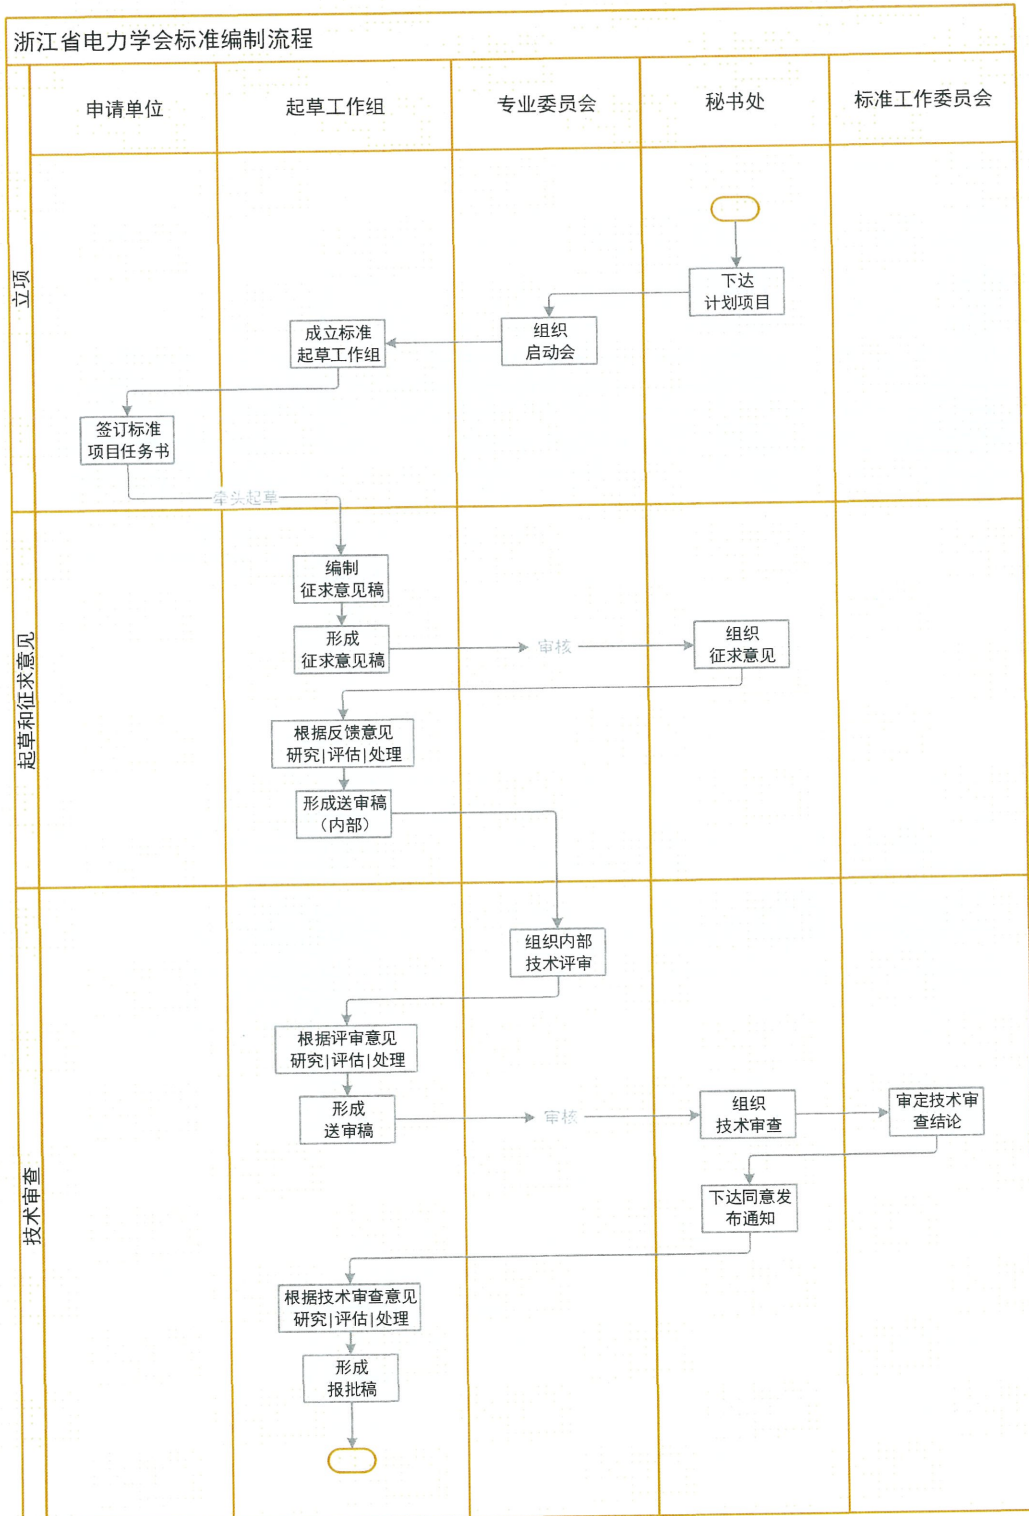 浙江省电力学会标准编制流程
申请单位
起草工作组
专业委员会
秘书处
标准工作委员会
立项
下达
计划项目
组织
启动会
成立标准
起草工作组
签订标准
项目任务书
牵头起草
起草和征求意见
编制
征求意见稿
形成
征求意见稿
审核
组织
征求意见
根据反馈意见
研究|评估|处理
形成送审稿
（内部）
技术审查
组织内部
技术评审
根据评审意见
研究|评估|处理
形成
送审稿
审核
组织
技术审查
审定技术审
查结论
下达同意发
布通知
根据技术审查意见
研究|评估|处理
形成
报批稿